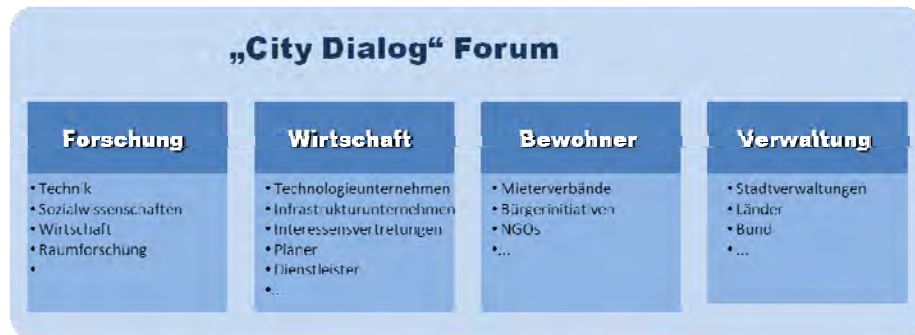 „City Dialog“ Forum
Forschung
• Technik
• Sozialwissenschaften
• Wirtschaft
• Raumforschung
•
Wirtschaft
• Technologieunternehmen
• Infrastrukturunternehmen
• Interessensvertretungen
• Planer
• Dienstleister
• ...
Bewohner
• Mieterverbände
• Bürgerinitiativen
• NGOs
• ...
Verwaltung
• Stadtverwaltungen
• Länder
• Bund
• ...